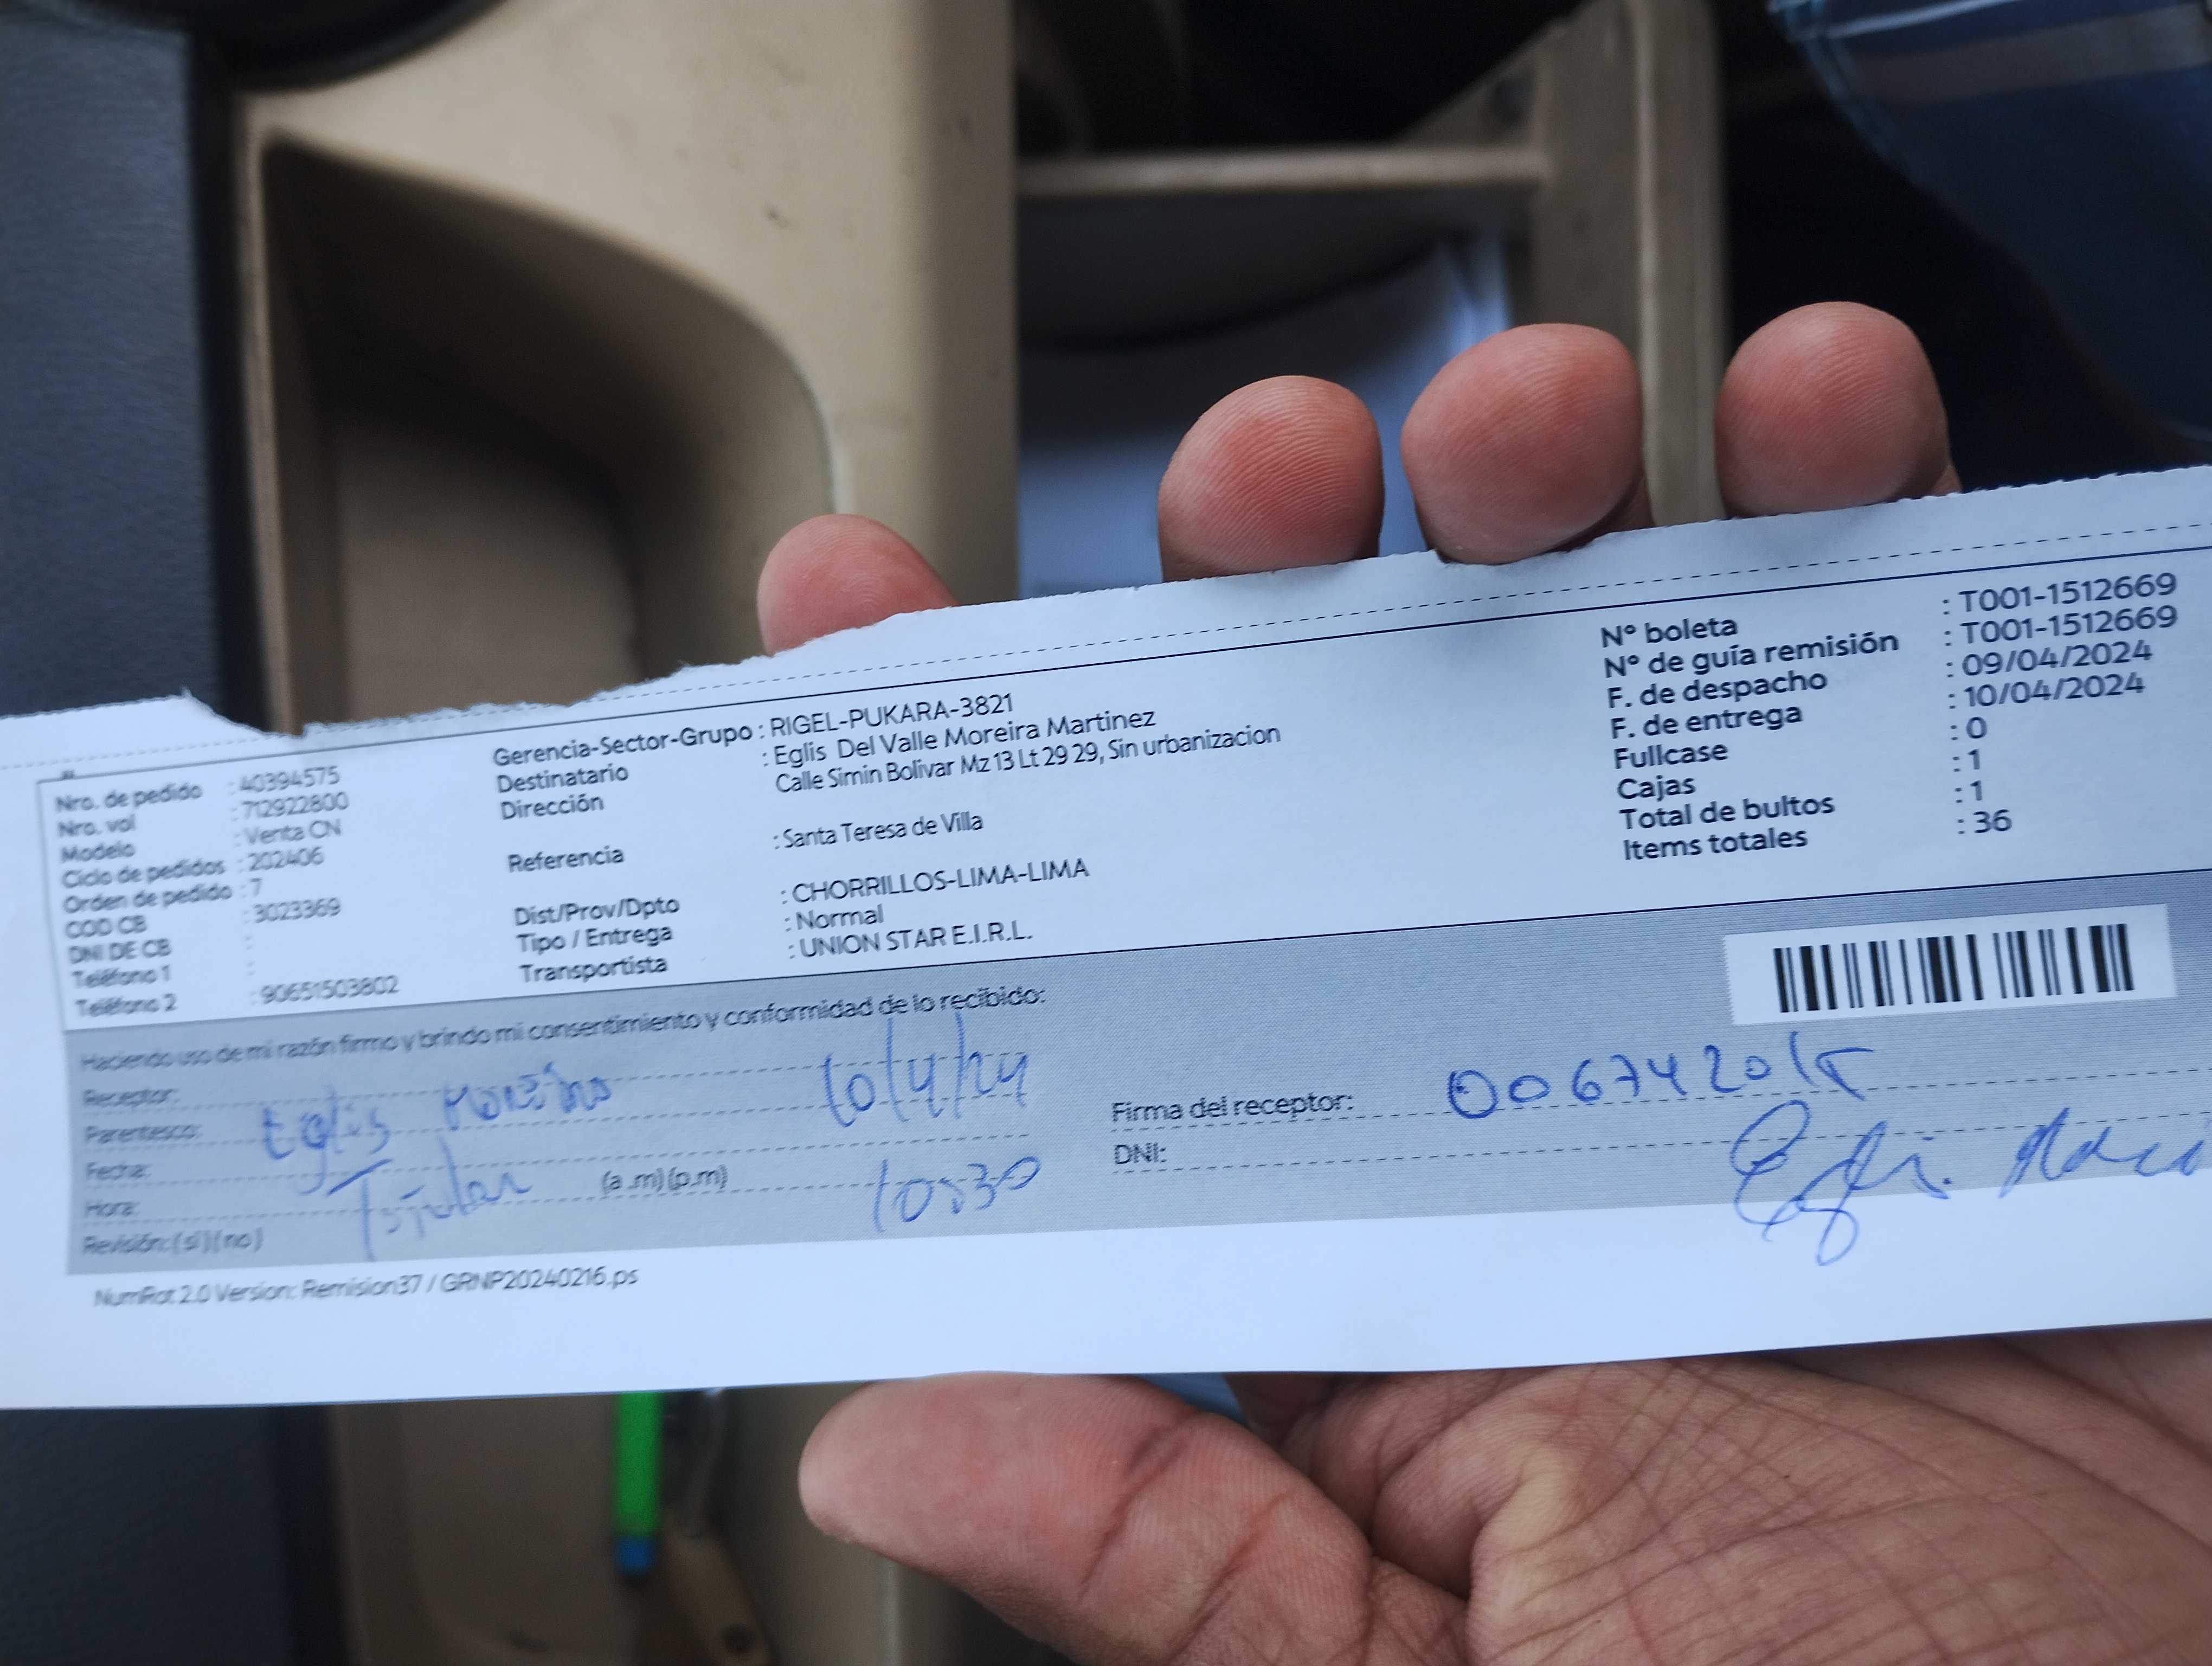 Nro. de pedido : 40394575
Nro. vol : 712922800
Modelo : Venta CN
Ciclo de pedidos : 202406
Orden de pedido : 7
COD CB : 3023369
DNI DE CB :
Teléfono 1 :
Teléfono 2 : 90651503802
Gerencia-Sector-Grupo : RIGEL-PUKARA-3821
Destinatario : Eglis Del Valle Moreira Martinez
Dirección Calle Simin Bolivar Mz 13 Lt 29 29, Sin urbanizacion
Referencia : Santa Teresa de Villa
Dist/Prov/Dpto : CHORRILLOS-LIMA-LIMA
Tipo / Entrega : Normal
Transportista : UNION STAR E.I.R.L.
Nº boleta : T001-1512669
Nº de guía remisión : T001-1512669
F. de despacho : 09/04/2024
F. de entrega : 10/04/2024
Fullcase : 0
Cajas : 1
Total de bultos : 1
Items totales : 36
Haciendo uso de mi razón firmo y brindo mi consentimiento y conformidad de lo recibido:
Receptor:
Parentesco: Eglis 10/4/24
Fecha:
Hora: (a.m)(p.m) 10:30
Revisión: (si)(no)
Firma del receptor:
DNI:
NumRot 2.0 Version: Remision37 / GRNP20240216.ps